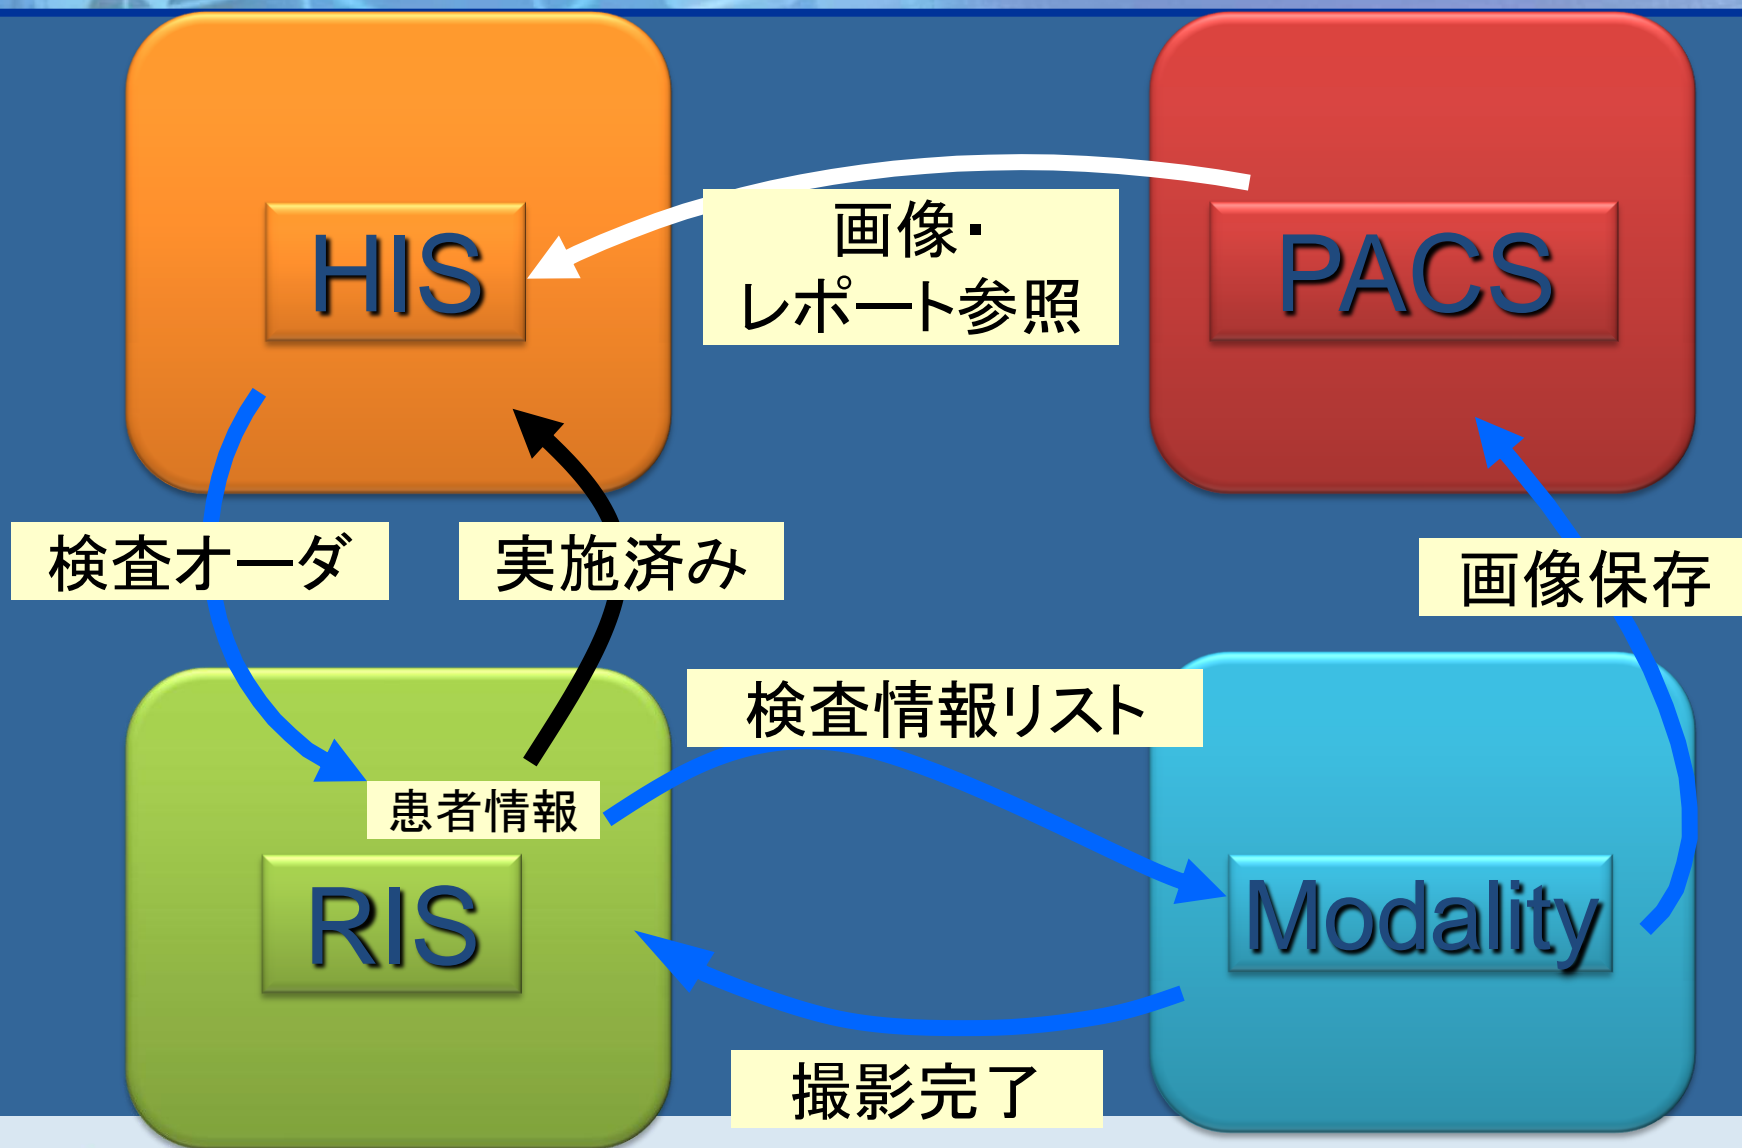 HIS
画像・
レポート参照
PACS
検査オーダ
実施済み
画像保存
検査情報リスト
患者情報
RIS
Modality
撮影完了